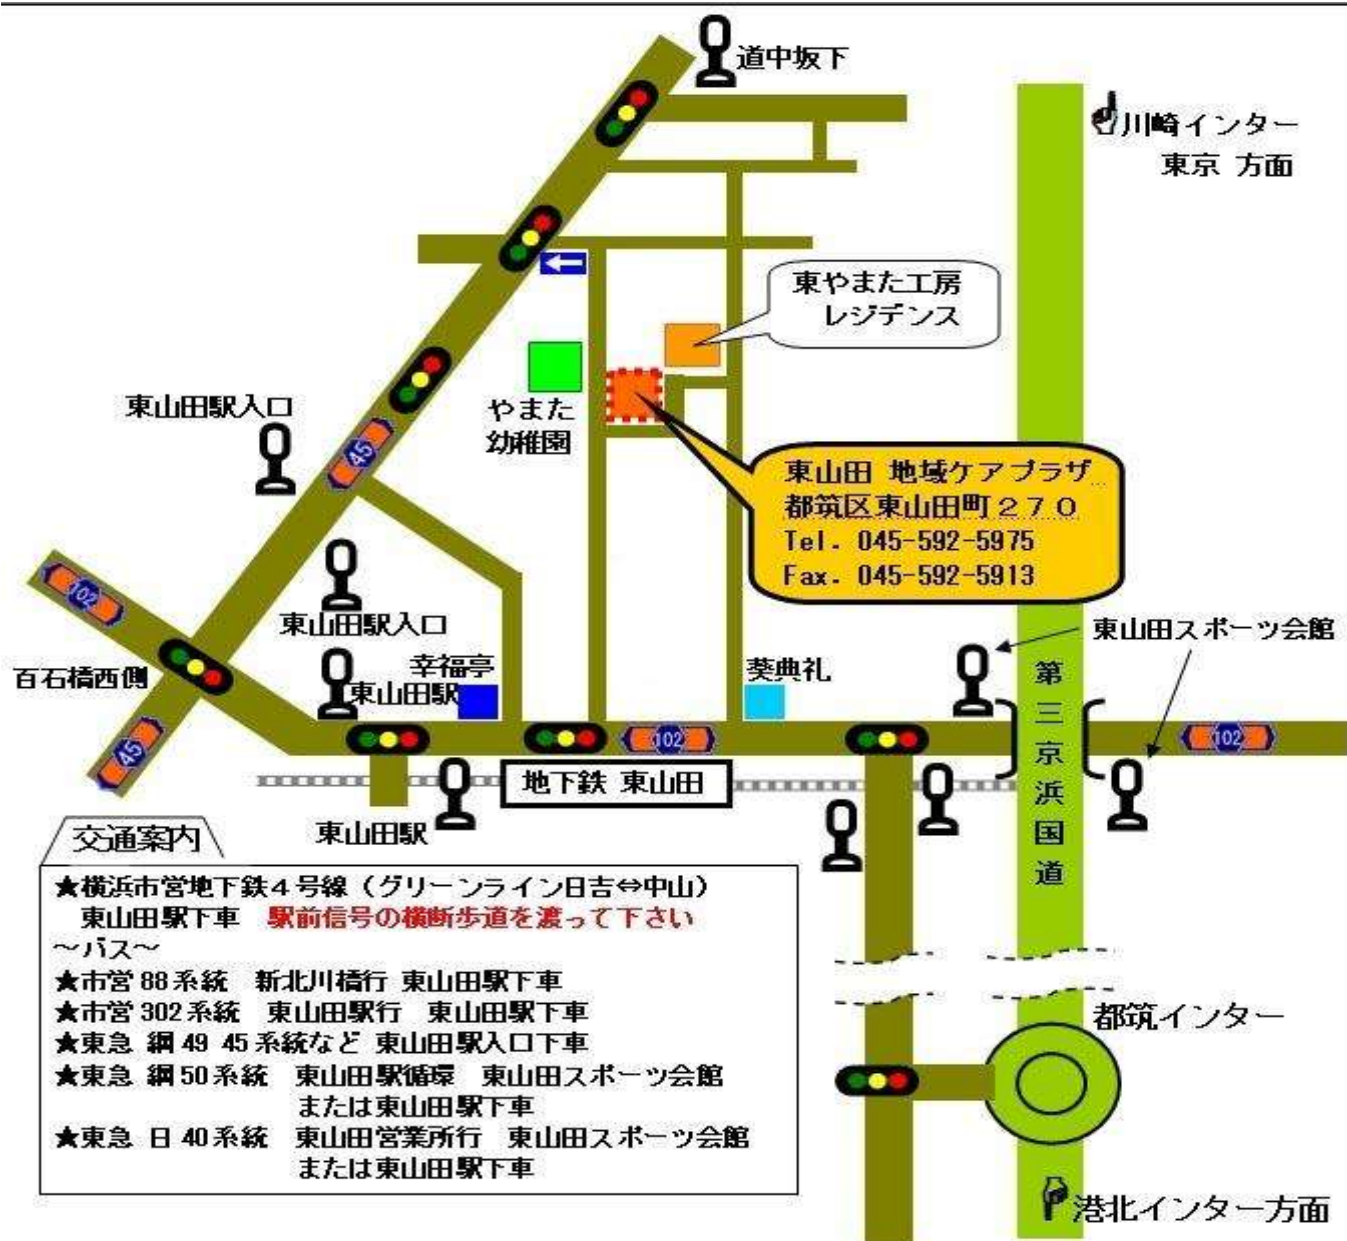 道中坂下
川崎インター
東京 方面
東やまた工房
レジデンス
東山田駅入口
45
やまた
幼稚園
東山田 地域ケアプラザ
都筑区東山田町270
Tel. 045-592-5975
Fax. 045-592-5913
102
東山田駅入口
東山田スポーツ会館
百石橋西側
幸福亭
東山田駅
葵典礼
第三京浜国道
45
102
102
地下鉄 東山田
東山田駅
交通案内
★横浜市営地下鉄4号線(グリーンライン日吉⇔中山)
東山田駅下車 駅前信号の横断歩道を渡って下さい
~バス~
★市営88系統 新北川橋行 東山田駅下車
★市営302系統 東山田駅行 東山田駅下車
★東急 綱49 45系統など 東山田駅入口下車
★東急 綱50系統 東山田駅循環 東山田スポーツ会館
または東山田駅下車
★東急 日40系統 東山田営業所行 東山田スポーツ会館
または東山田駅下車
都筑インター
港北インター方面